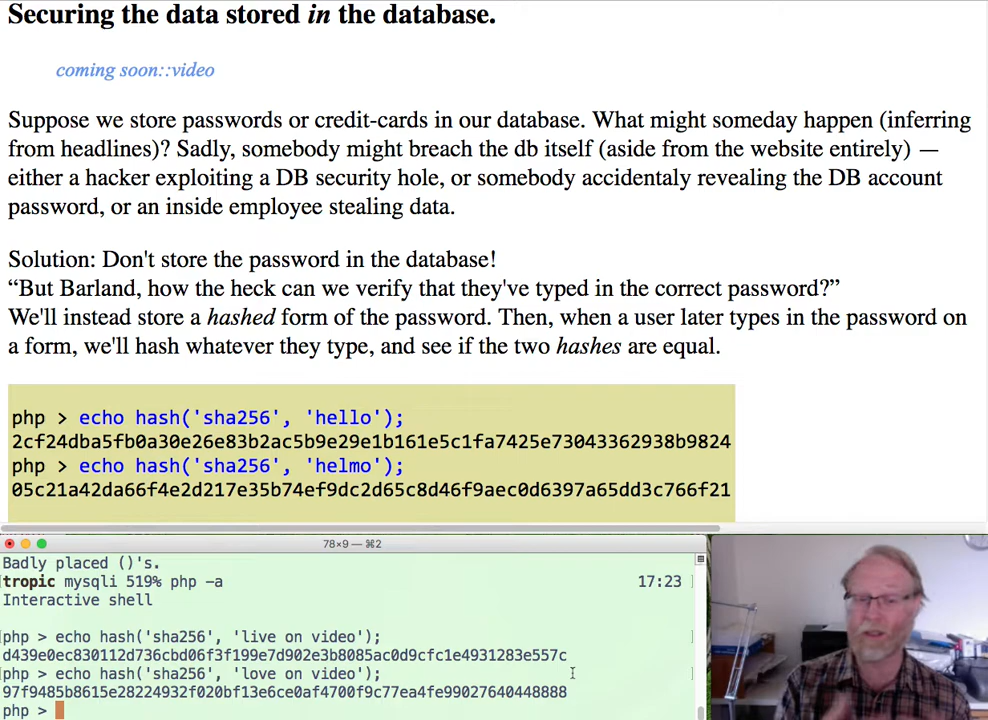 Securing the data stored in the database.
coming soon::video
Suppose we store passwords or credit-cards in our database. What might someday happen (inferring
from headlines)? Sadly, somebody might breach the db itself (aside from the website entirely) —
either a hacker exploiting a DB security hole, or somebody accidentaly revealing the DB account
password, or an inside employee stealing data.
Solution: Don't store the password in the database!
“But Barland, how the heck can we verify that they've typed in the correct password?”
We'll instead store a hashed form of the password. Then, when a user later types in the password on
a form, we'll hash whatever they type, and see if the two hashes are equal.
php > echo hash('sha256', 'hello');
2cf24dba5fb0a30e26e83b2ac5b9e29e1b161e5c1fa7425e73043362938b9824
php > echo hash('sha256', 'helmo');
05c21a42da66f4e2d217e35b74ef9dc2d65c8d46f9aec0d6397a65dd3c766f21
78×9 — ⌘2
Badly placed ()'s.
[tropic mysqli 519% php -a 17:23 ]
Interactive shell
[php > echo hash('sha256', 'live on video'); ]
d439e0ec830112d736cbd06f3f199e7d902e3b8085ac0d9cfc1e4931283e557c
[php > echo hash('sha256', 'love on video'); ]
97f9485b8615e28224932f020bf13e6ce0af4700f9c77ea4fe99027640448888
php >